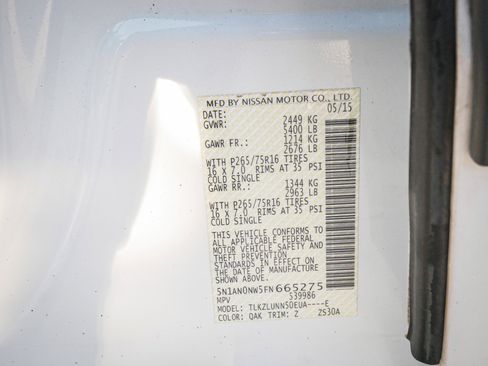 MFD BY NISSAN MOTOR CO., LTD.
DATE: 05/15
GVWR: 2449 KG
5400 LB
GAWR FR.: 1214 KG
2676 LB
WITH P265/75R16 TIRES
16 X 7.0 RIMS AT 35 PSI
COLD SINGLE
GAWR RR.: 1344 KG
2963 LB
WITH P265/75R16 TIRES
16 X 7.0 RIMS AT 35 PSI
COLD SINGLE
THIS VEHICLE CONFORMS TO
ALL APPLICABLE FEDERAL
MOTOR VEHICLE SAFETY AND
THEFT PREVENTION
STANDARDS IN EFFECT ON
THE DATE OF MANUFACTURE
SHOWN ABOVE.
5N1AN0NW5FN665275
MPV 539986
MODEL: TLKZLUNN50EUA----E
COLOR: QAK TRIM: Z ZS30A